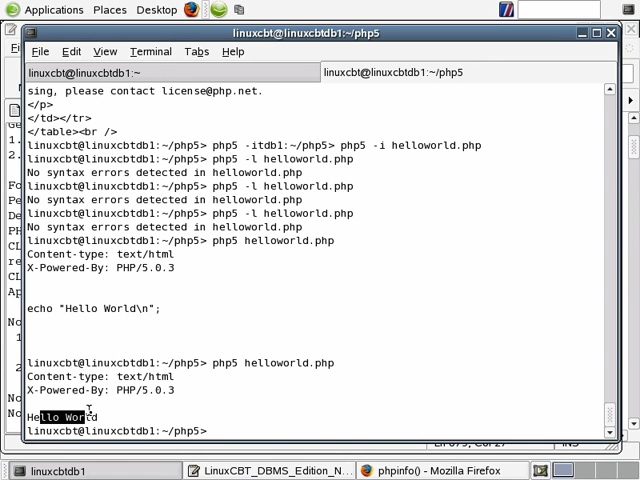 Applications Places Desktop
linuxcbt@linuxcbtdb1:~/php5
File Edit View Terminal Tabs Help
linuxcbt@linuxcbtdb1:~
linuxcbt@linuxcbtdb1:~/php5
sing, please contact license@php.net.
</p>
</td></tr>
</table><br />
linuxcbt@linuxcbtdb1:~/php5> php5 -itdb1:~/php5> php5 -i helloworld.php
linuxcbt@linuxcbtdb1:~/php5> php5 -l helloworld.php
No syntax errors detected in helloworld.php
linuxcbt@linuxcbtdb1:~/php5> php5 -l helloworld.php
No syntax errors detected in helloworld.php
linuxcbt@linuxcbtdb1:~/php5> php5 -l helloworld.php
No syntax errors detected in helloworld.php
linuxcbt@linuxcbtdb1:~/php5> php5 helloworld.php
Content-type: text/html
X-Powered-By: PHP/5.0.3
echo "Hello World\n";
linuxcbt@linuxcbtdb1:~/php5> php5 helloworld.php
Content-type: text/html
X-Powered-By: PHP/5.0.3
Hello World
linuxcbt@linuxcbtdb1:~/php5>
linuxcbtdb1
LinuxCBT_DBMS_Edition_N...
phpinfo() - Mozilla Firefox